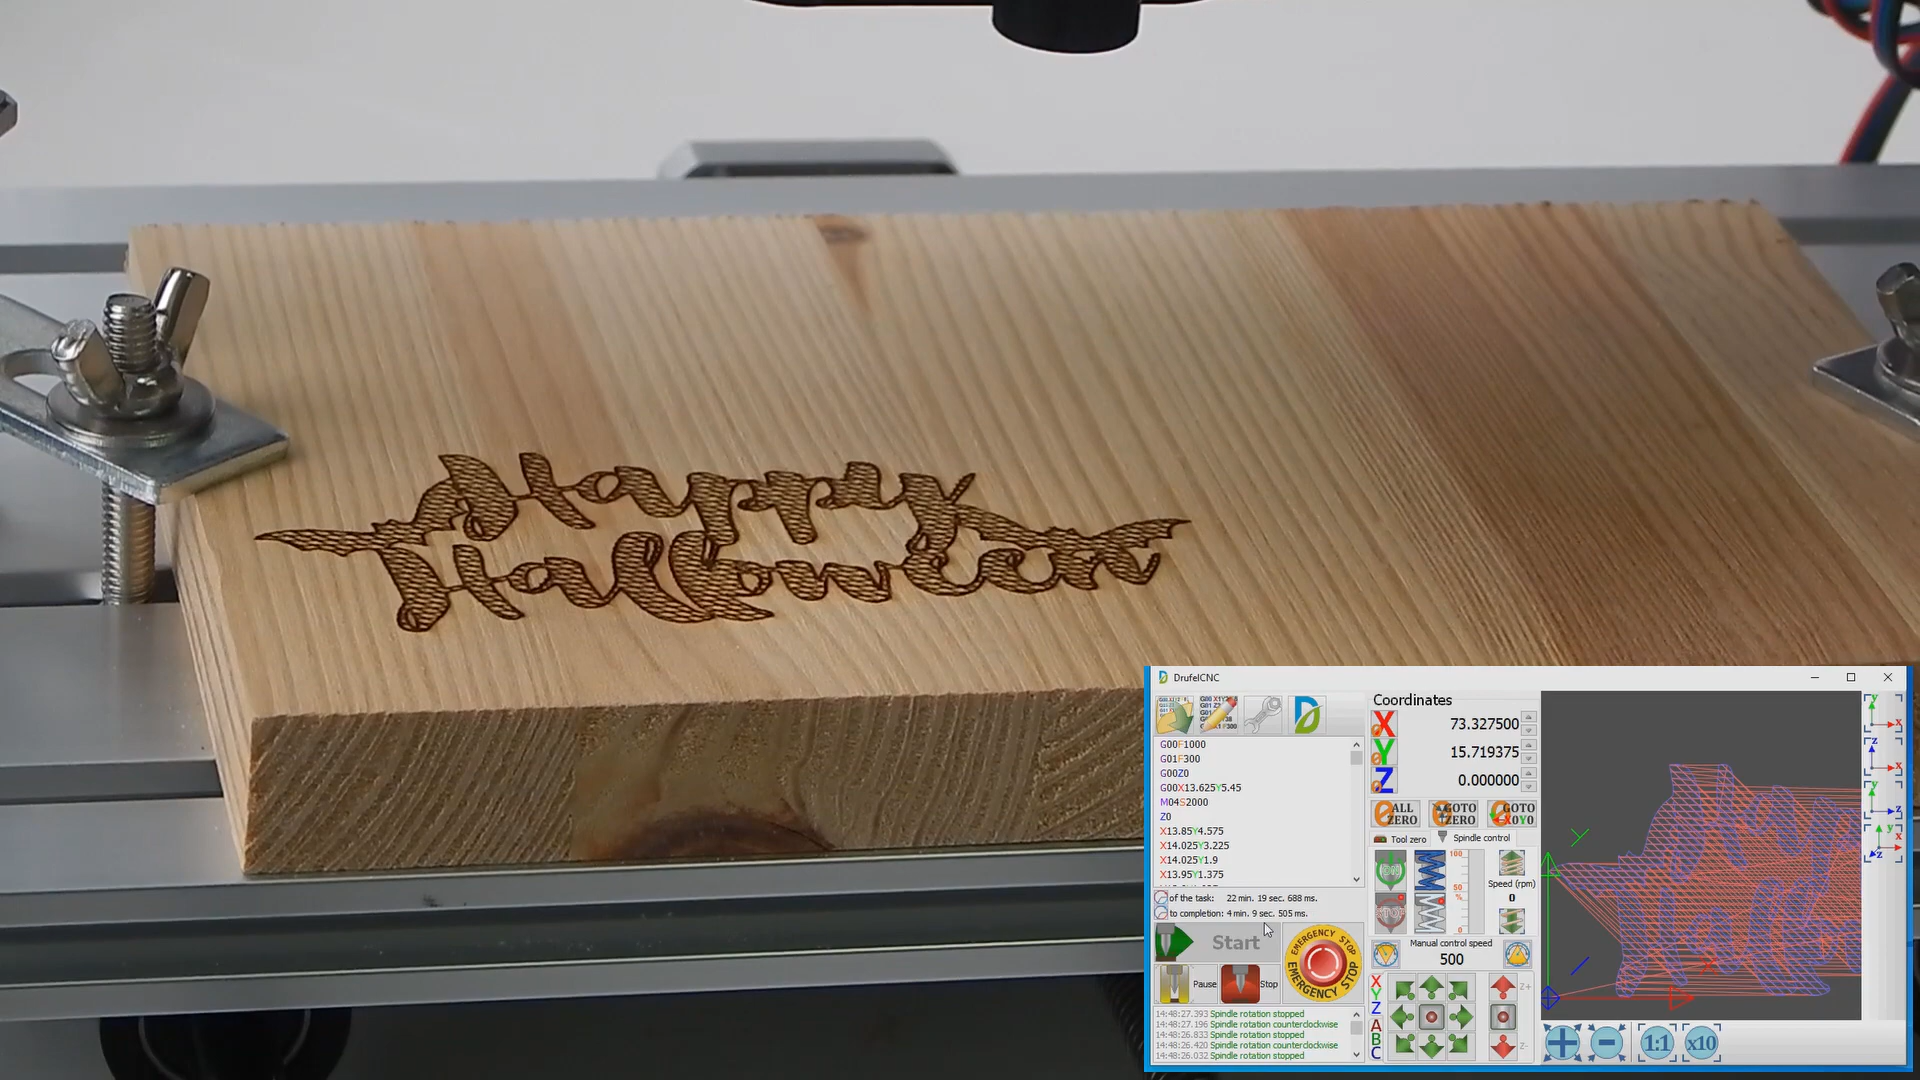 Happy
Halloween
DrufelCNC
G00F1000
G01F300
G00Z0
G00X13.625Y5.45
M04S2000
Z0
X13.85Y4.575
X14.025Y3.225
X14.025Y1.9
X13.95Y1.375
of the task: 22 min. 19 sec. 688 ms.
to completion: 4 min. 9 sec. 505 ms.
Start
Pause
Stop
EMERGENCY STOP
EMERGENCY STOP
14:48:27.393 Spindle rotation stopped
14:48:27.196 Spindle rotation counterclockwise
14:48:26.833 Spindle rotation stopped
14:48:26.420 Spindle rotation counterclockwise
14:48:26.032 Spindle rotation stopped
Coordinates
X 73.327500
Y 15.719375
Z 0.000000
ALL ZERO
GOTO ZERO
GOTO X0Y0
Tool zero
Spindle control
100
50
%
0
Speed (rpm)
0
Manual control speed
500
X
Y
Z
A
B
C
Z+
Z-
1:1
x10